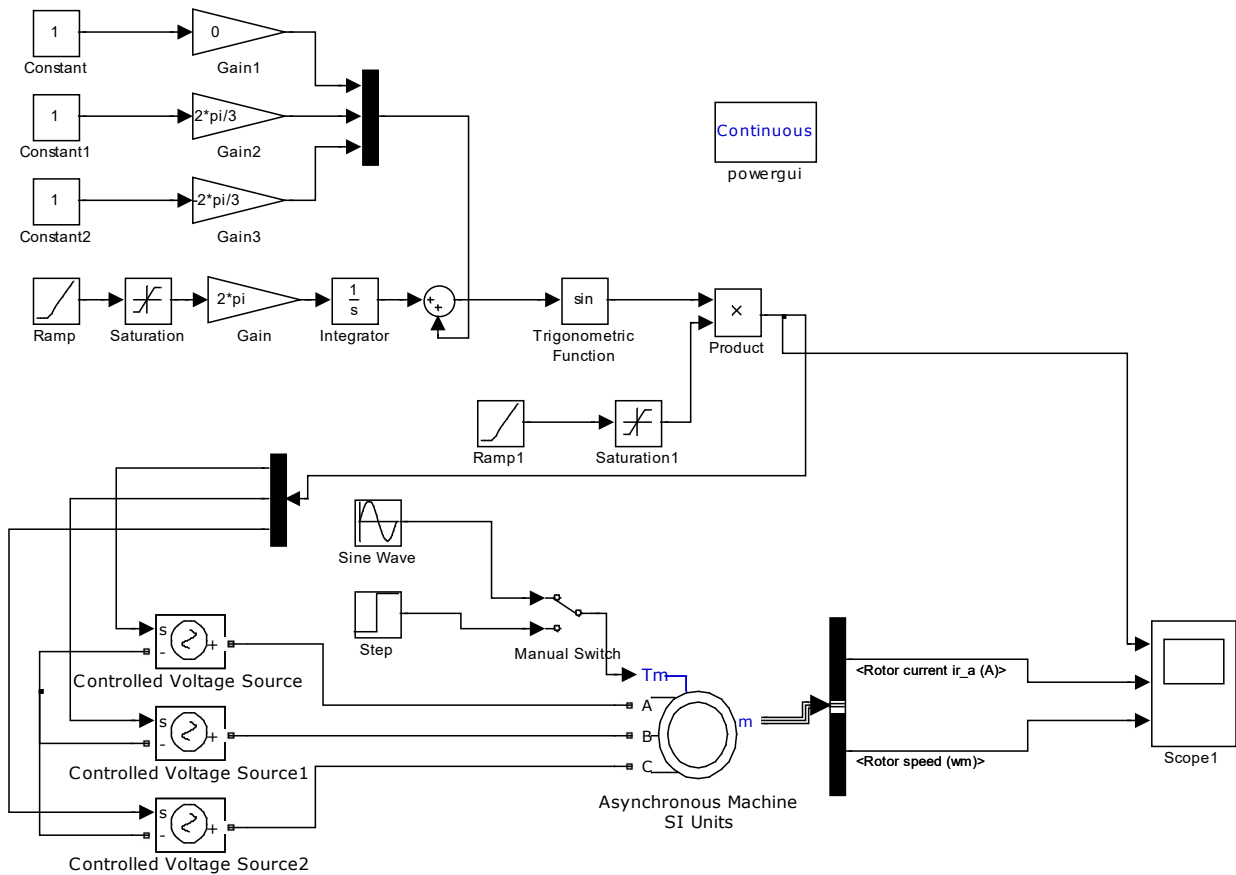 1
Constant
0
Gain1
1
Constant1
2*pi/3
Gain2
1
Constant2
-2*pi/3
Gain3
Continuous
powergui
Ramp
Saturation
2*pi
Gain
1
s
Integrator
+
+
sin
Trigonometric
Function
×
Product
Ramp1
Saturation1
Sine Wave
Step
Manual Switch
s
-
+
Controlled Voltage Source
s
-
+
Controlled Voltage Source1
s
-
+
Controlled Voltage Source2
Tm
A
B
C
m
Asynchronous Machine
SI Units
<Rotor current ir_a (A)>
<Rotor speed (wm)>
Scope1